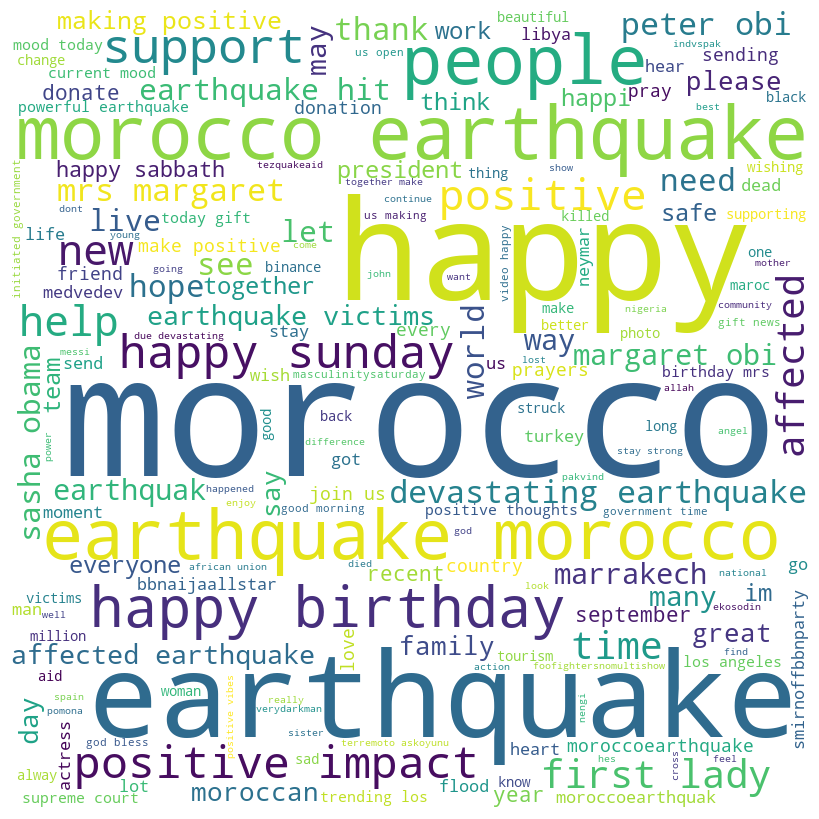 making positive
support
may
thank
work
beautiful
libya
peter obi
indvspak
mood today
change
us open
people
hear
sending
current mood
donate
earthquake hit
think
happi
pray
please
powerful earthquake
donation
best
black
morocco earthquake
happy sabbath
tezquakeaid
president
thing
show
need
wishing
mrs margaret
together make
continue
positive
dead
dont
live
today gift
let
us making
killed
safe
supporting
initiated government
life
new
young
make positive
come
see
happy
video happy
neymar
one
mother
friend
binance
going
john
want
maroc
medvedev
hope
together
make
community
nigeria
gift news
help
earthquake victims
stay
every
better
photo
affected
world
way
due devastating
happy sunday
us
lost
margaret obi
messi
send
wish
masculinitysaturday
prayers
birthday mrs
allah
sasha obama
team
morocco
good
back
struck
long
angel
power
difference
got
turkey
stay strong
earthquak
happened
say
join us
devastating earthquake
pakvind
enjoy
moment
good morning
positive thoughts
government time
earthquake morocco
god
everyone
african union
died
country
national
go
bbnaijaallstar
recent
look
marrakech
victims
many
im
man
well
happy birthday
september
ekosodin
million
love
family
time
great
find
smirnoffbbnparty
affected earthquake
tourism
foofightersnomultishow
los angeles
aid
action
spain
woman
positive vibes
really
earthquake
pomona
verydarkman
nengi
day
god bless
sister
terremoto askoyunu
heart
moroccoearthquake
actress
positive impact
sad
hes
cross
feel
alway
first lady
supreme court
lot
moroccan
trending los
flood
know
year
moroccoearthquak